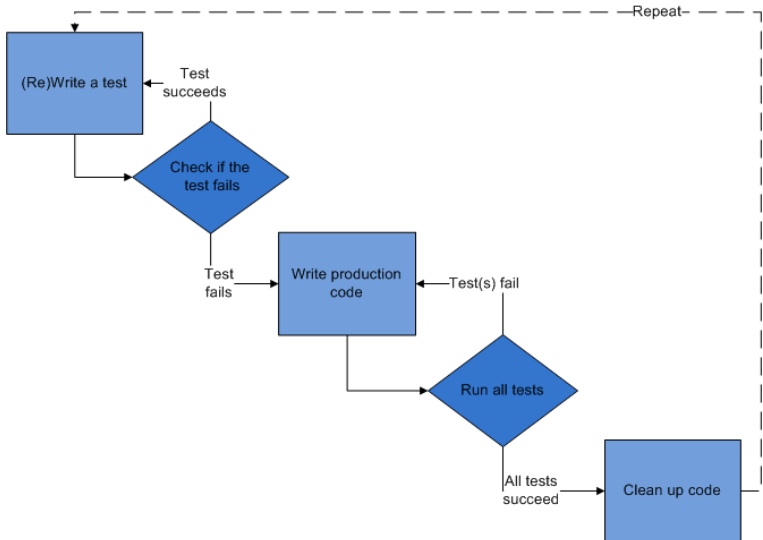 Repeat
(Re)Write a test
Test
succeeds
Check if the
test fails
Test
fails
Write production
code
Test(s) fail
Run all tests
All tests
succeed
Clean up code